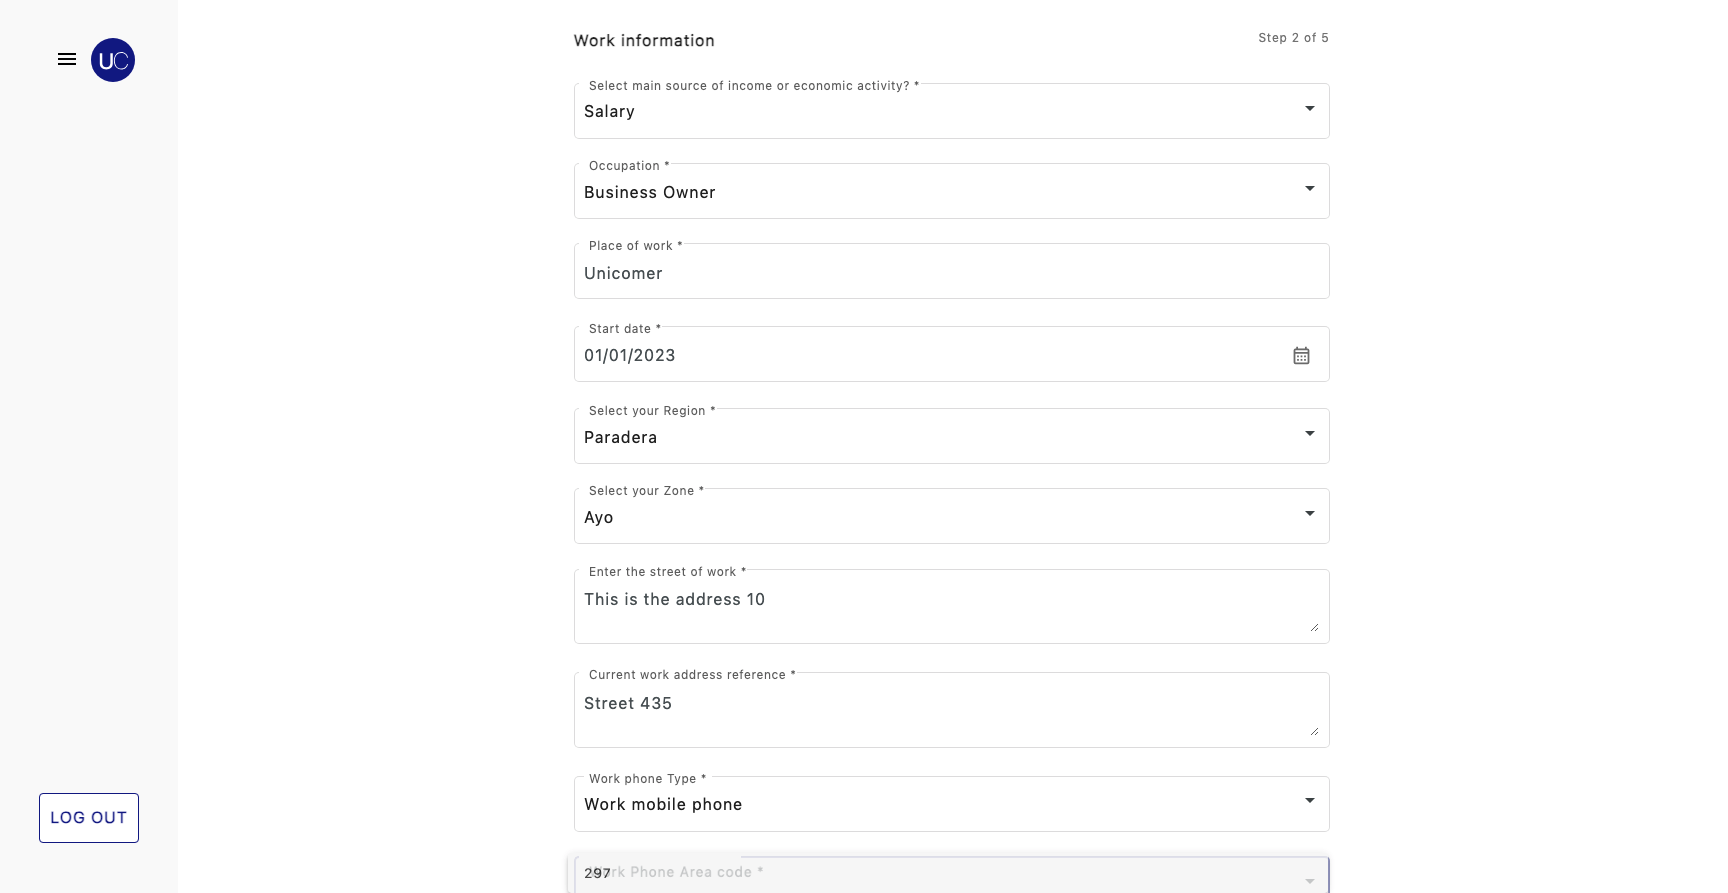 UC
Work information
Step 2 of 5
Select main source of income or economic activity? *
Salary
Occupation *
Business Owner
Place of work *
Unicomer
Start date *
01/01/2023
Select your Region *
Paradera
Select your Zone *
Ayo
Enter the street of work *
This is the address 10
Current work address reference *
Street 435
Work phone Type *
Work mobile phone
Work Phone Area code *
297
LOG OUT